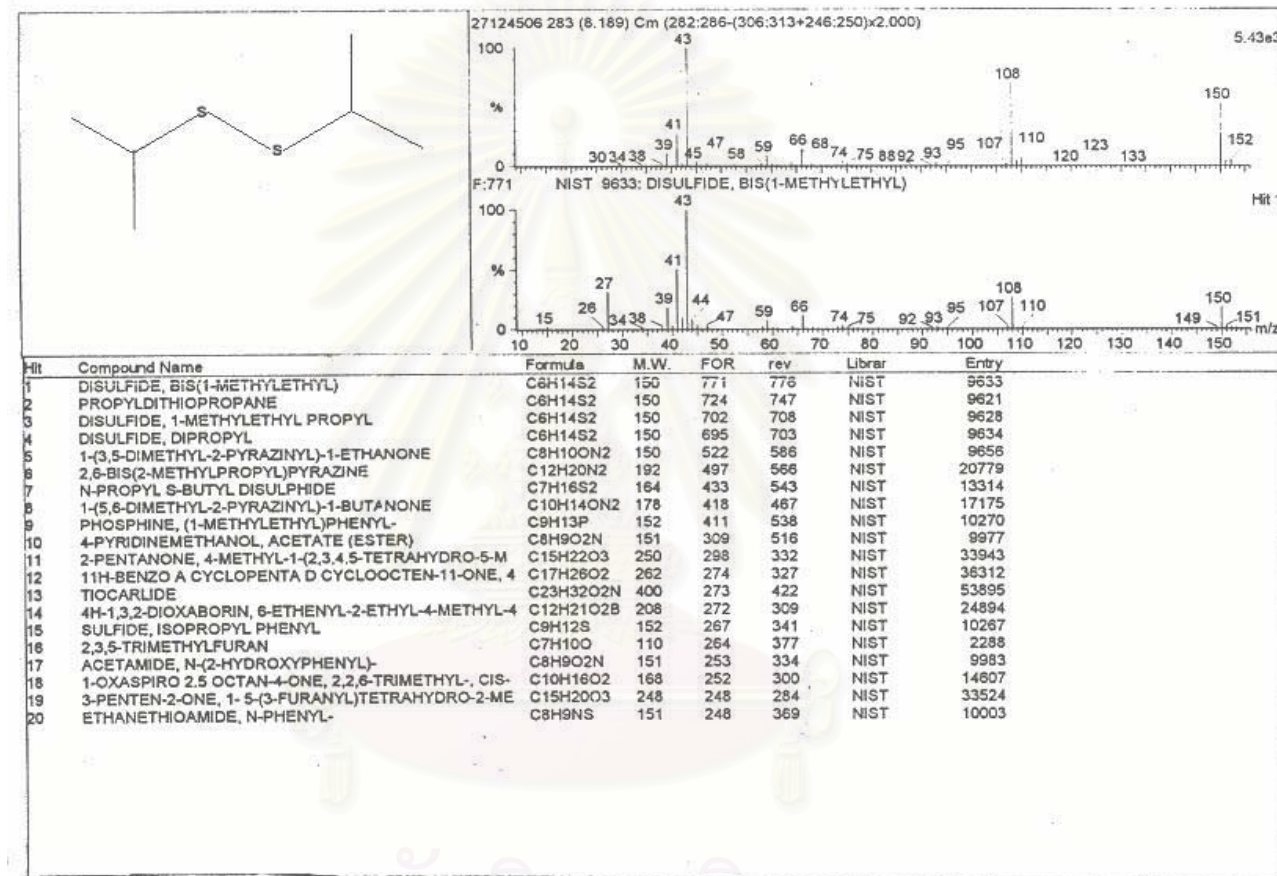 S
S
27124506 283 (8.189) Cm (282:286-(306:313+246:250)x2.000)
5.43e3
100
%
0
30 34 38 39 41 43 45 47 58 59 66 68 74 75 88 92 93 95 107 108 110 120 123 133 150 152
F:771 NIST 9633: DISULFIDE, BIS(1-METHYLETHYL)
Hit
100
%
0
15 26 27 34 38 39 41 43 44 47 59 66 74 75 92 93 95 107 108 110 149 150 151
10 20 30 40 50 60 70 80 90 100 110 120 130 140 150 m/z
Hit Compound Name Formula M.W. FOR rev Librar Entry
1 DISULFIDE, BIS(1-METHYLETHYL) C6H14S2 150 771 776 NIST 9633
2 PROPYLDITHIOPROPANE C6H14S2 150 724 747 NIST 9621
3 DISULFIDE, 1-METHYLETHYL PROPYL C6H14S2 150 702 708 NIST 9628
4 DISULFIDE, DIPROPYL C6H14S2 150 695 703 NIST 9634
5 1-(3,5-DIMETHYL-2-PYRAZINYL)-1-ETHANONE C8H10ON2 150 522 586 NIST 9656
6 2,6-BIS(2-METHYLPROPYL)PYRAZINE C12H20N2 192 497 566 NIST 20779
7 N-PROPYL S-BUTYL DISULPHIDE C7H16S2 164 433 543 NIST 13314
8 1-(5,6-DIMETHYL-2-PYRAZINYL)-1-BUTANONE C10H14ON2 178 418 467 NIST 17175
9 PHOSPHINE, (1-METHYLETHYL)PHENYL- C9H13P 152 411 538 NIST 10270
10 4-PYRIDINEMETHANOL, ACETATE (ESTER) C8H9O2N 151 309 516 NIST 9977
11 2-PENTANONE, 4-METHYL-1-(2,3,4,5-TETRAHYDRO-5-M C15H22O3 250 298 332 NIST 33943
12 11H-BENZO A CYCLOPENTA D CYCLOOCTEN-11-ONE, 4 C17H26O2 262 274 327 NIST 36312
13 TIOCARLIDE C23H32O2N 400 273 422 NIST 53895
14 4H-1,3,2-DIOXABORIN, 6-ETHENYL-2-ETHYL-4-METHYL-4 C12H21O2B 208 272 309 NIST 24894
15 SULFIDE, ISOPROPYL PHENYL C9H12S 152 267 341 NIST 10267
16 2,3,5-TRIMETHYLFURAN C7H10O 110 264 377 NIST 2288
17 ACETAMIDE, N-(2-HYDROXYPHENYL)- C8H9O2N 151 253 334 NIST 9983
18 1-OXASPIRO 2.5 OCTAN-4-ONE, 2,2,6-TRIMETHYL-, CIS- C10H16O2 168 252 300 NIST 14607
19 3-PENTEN-2-ONE, 1- 5-(3-FURANYL)TETRAHYDRO-2-ME C15H20O3 248 248 284 NIST 33524
20 ETHANETHIOAMIDE, N-PHENYL- C8H9NS 151 248 369 NIST 10003